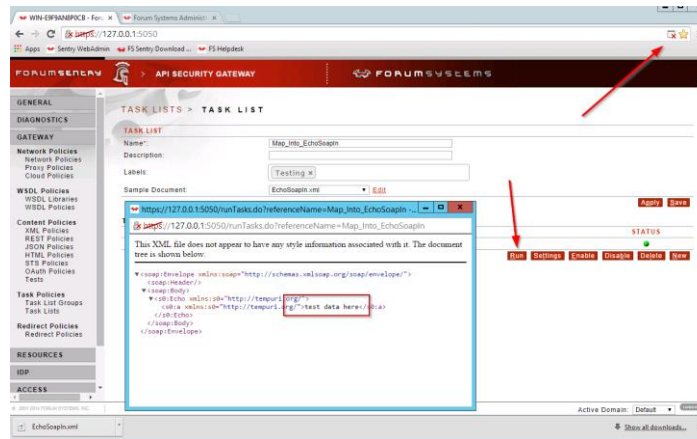 WIN-E9F9AN8P0CB - For
Forum Systems Administr
https://127.0.0.1:5050
Apps
Sentry WebAdmin
FS Sentry Download ...
FS Helpdesk
FORUMSENTRY
> API SECURITY GATEWAY
FORUMSYSTEMS
GENERAL
DIAGNOSTICS
GATEWAY
Network Policies
Network Policies
Proxy Policies
Cloud Policies
WSDL Policies
WSDL Libraries
WSDL Policies
Content Policies
XML Policies
REST Policies
JSON Policies
HTML Policies
STS Policies
OAuth Policies
Tests
Task Policies
Task List Groups
Task Lists
Redirect Policies
Redirect Policies
RESOURCES
IDP
ACCESS
TASK LISTS > TASK LIST
TASK LIST
Name*: Map_Into_EchoSoapIn
Description:
Labels: Testing ×
Sample Document: EchoSoapIn.xml Edit
Apply Save
STATUS
Run Settings Enable Disable Delete New
https://127.0.0.1:5050/runTasks.do?referenceName=Map_Into_EchoSoapIn - ...
https://127.0.0.1:5050/runTasks.do?referenceName=Map_Into_EchoSoapIn
This XML file does not appear to have any style information associated with it. The document
tree is shown below.
▼<soap:Envelope xmlns:soap="http://schemas.xmlsoap.org/soap/envelope/">
<soap:Header/>
▼<soap:Body>
▼<s0:Echo xmlns:s0="http://tempuri.org/">
<s0:a xmlns:s0="http://tempuri.org/">test data here</s0:a>
</s0:Echo>
</soap:Body>
</soap:Envelope>
Active Domain: Default
EchoSoapIn.xml
Show all downloads...